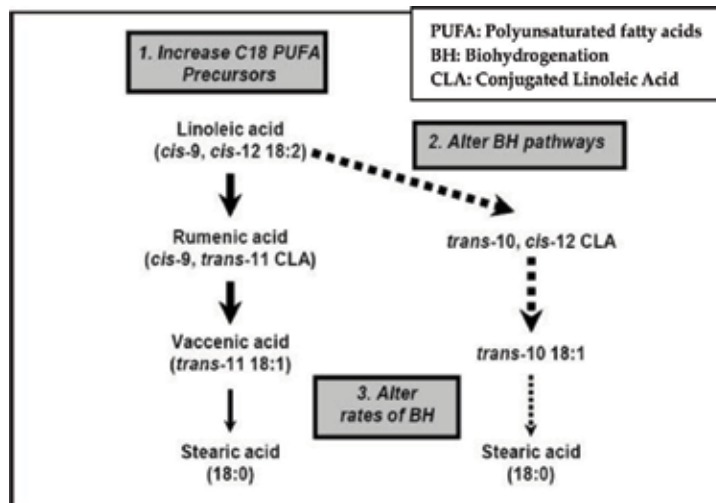 PUFA: Polyunsaturated fatty acids
BH: Biohydrogenation
CLA: Conjugated Linoleic Acid
1. Increase C18 PUFA
Precursors
Linoleic acid
(cis-9, cis-12 18:2)
2. Alter BH pathways
Rumenic acid
(cis-9, trans-11 CLA)
trans-10, cis-12 CLA
Vaccenic acid
(trans-11 18:1)
trans-10 18:1
3. Alter
rates of BH
Stearic acid
(18:0)
Stearic acid
(18:0)